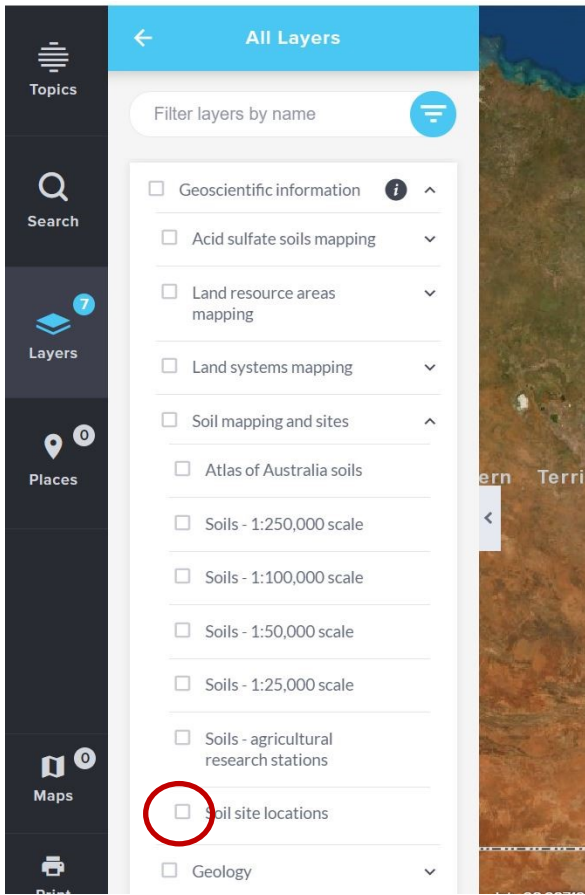 All Layers
Topics
Filter layers by name
Search
Geoscientific information
i
Acid sulfate soils mapping
7
Land resource areas
mapping
Layers
Land systems mapping
0
Soil mapping and sites
Places
Atlas of Australia soils
ern Terri
Soils - 1:250,000 scale
Soils - 1:100,000 scale
Soils - 1:50,000 scale
Soils - 1:25,000 scale
Soils - agricultural
research stations
0
Maps
Soil site locations
Geology
Print